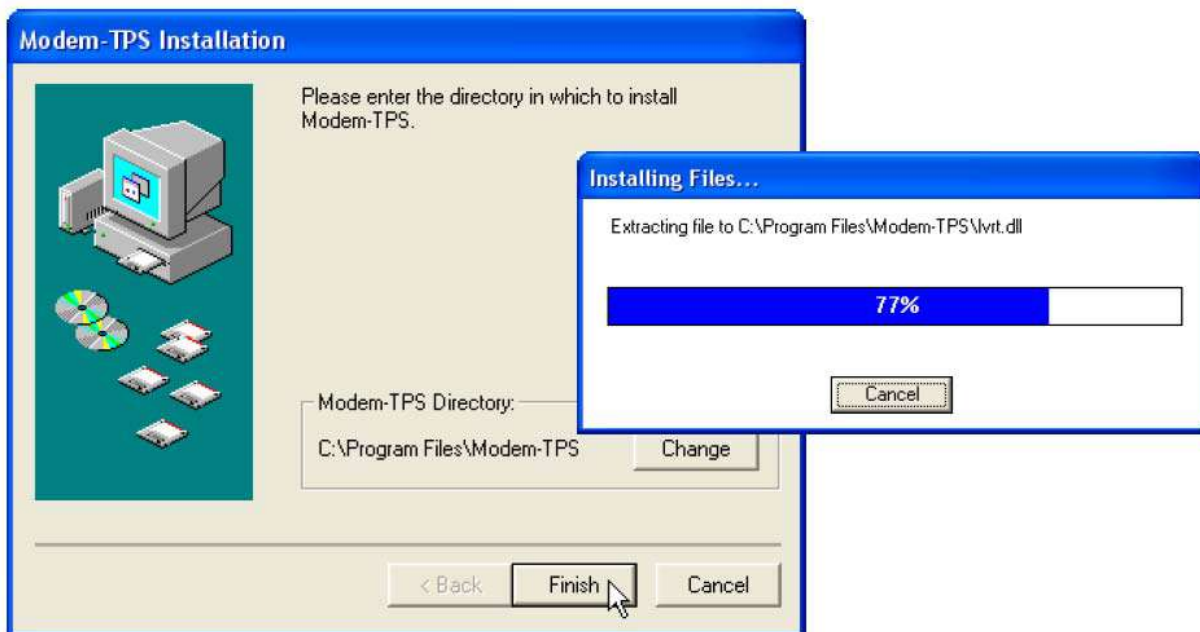 Modem-TPS Installation
Please enter the directory in which to install
Modem-TPS.
Modem-TPS Directory:
C:\Program Files\Modem-TPS
Change
< Back
Finish
Cancel
Installing Files...
Extracting file to C:\Program Files\Modem-TPS\lvrt.dll
77%
Cancel